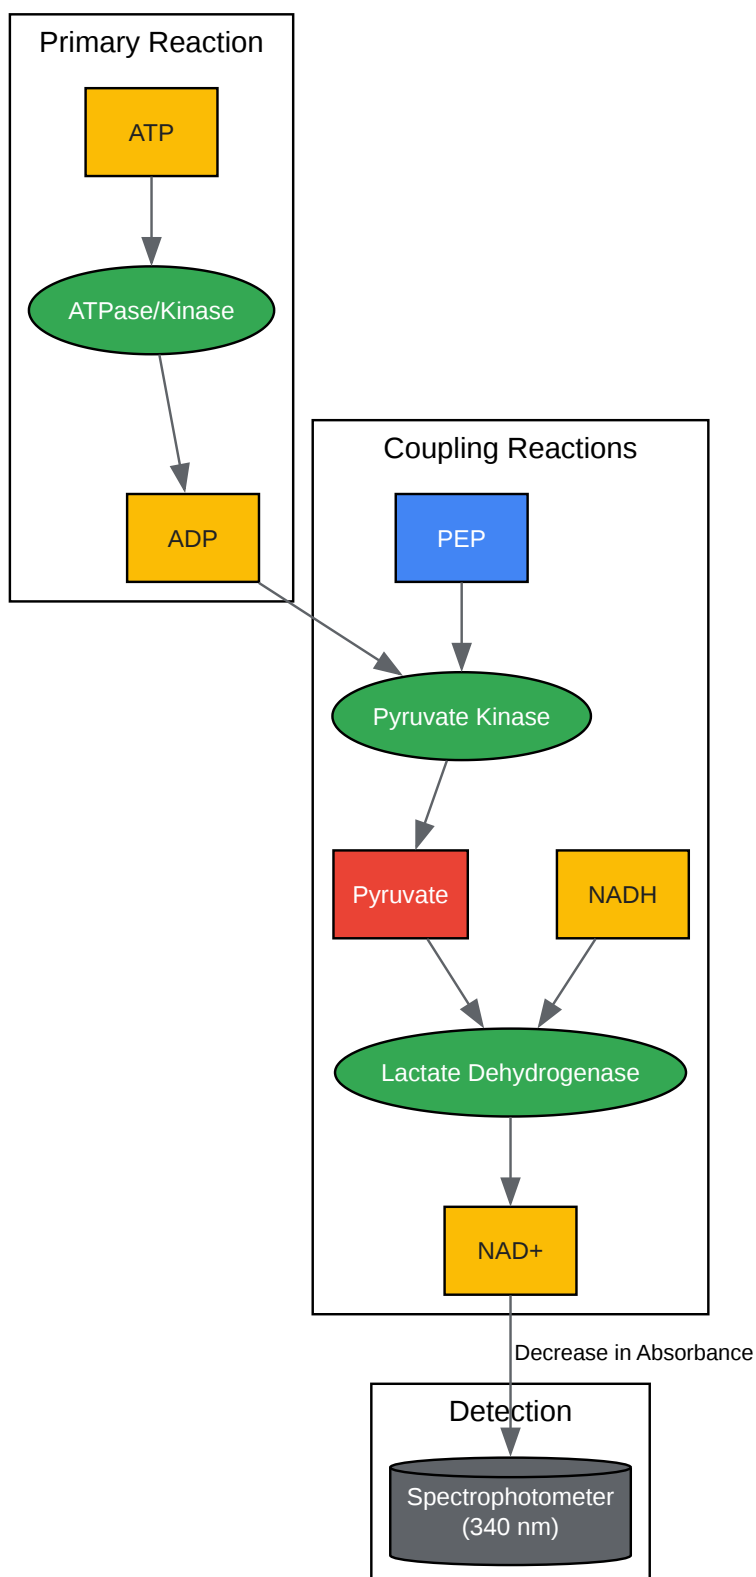 Primary Reaction
ATP
ATPase/Kinase
ADP
Coupling Reactions
PEP
Pyruvate Kinase
Pyruvate
NADH
Lactate Dehydrogenase
NAD+
Decrease in Absorbance
Detection
Spectrophotometer
(340 nm)